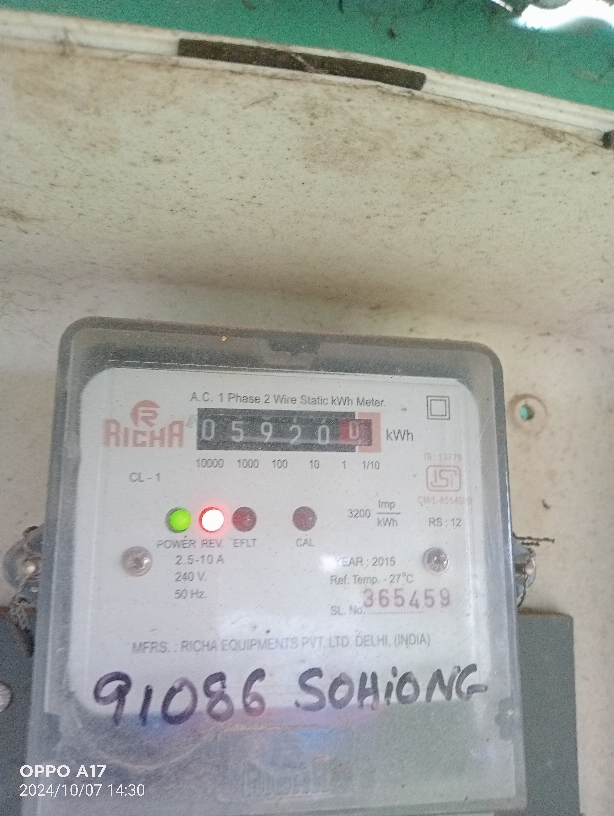 A.C. 1 Phase 2 Wire Static kWh Meter.
RICHA 05920 kWh
10000 1000 100 10 1 1/10
CL - 1
IS : 13779
ISI
3200 Imp/kWh
RS : 12
POWER REV. EFLT CAL
2.5-10 A
YEAR : 2015
240 V.
Ref. Temp. - 27°C
50 Hz.
SL. No. 365459
MFRS. : RICHA EQUIPMENTS PVT. LTD. DELHI, (INDIA)
91086 SOHIONG
OPPO A17
2024/10/07 14:30